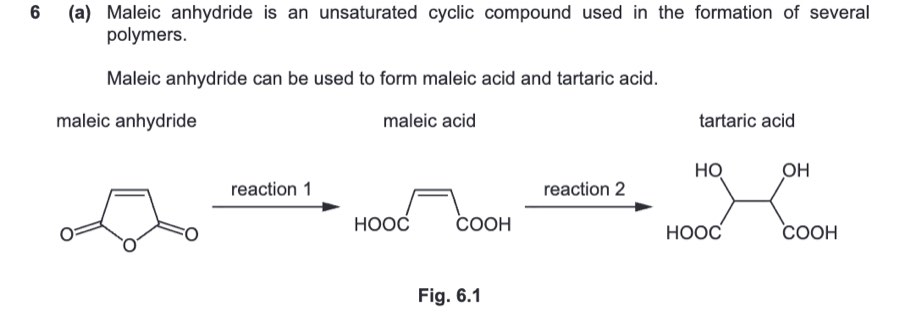 6 (a) Maleic anhydride is an unsaturated cyclic compound used in the formation of several
polymers.
Maleic anhydride can be used to form maleic acid and tartaric acid.
maleic anhydride maleic acid tartaric acid
HO OH
reaction 1 reaction 2
HOOC COOH HOOC COOH
O O O
Fig. 6.1